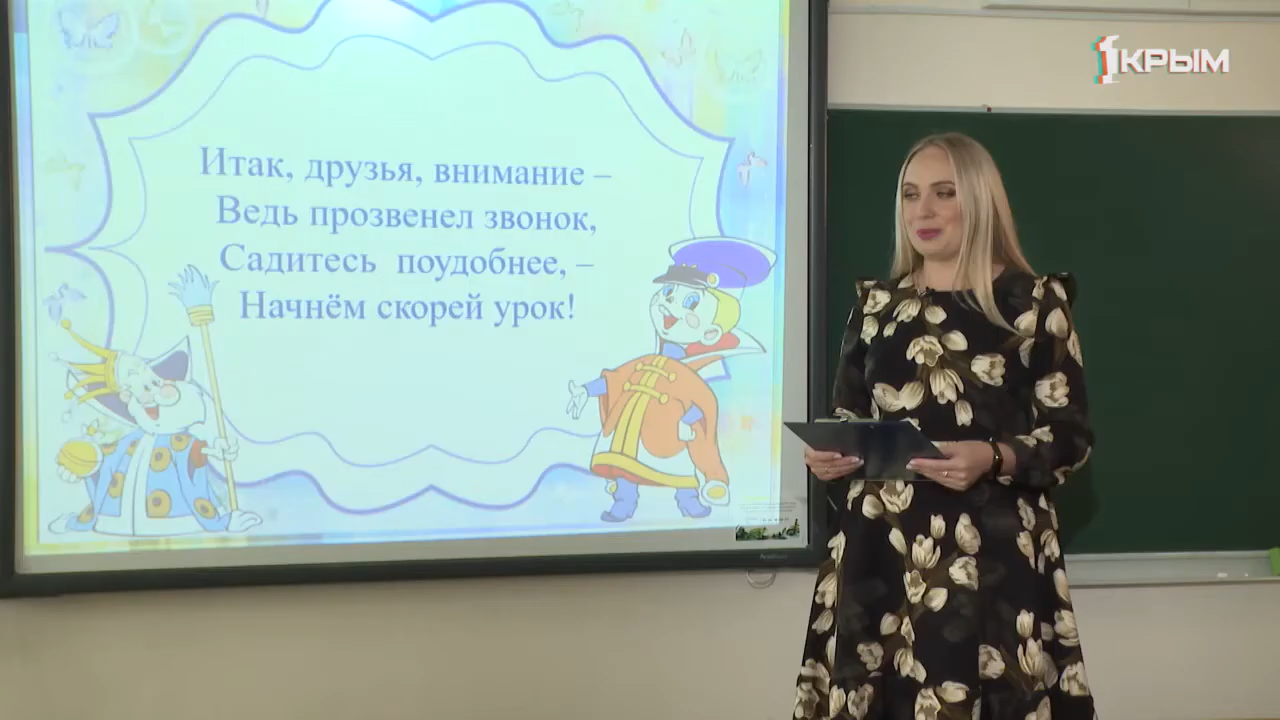 1КРЫМ
Итак, друзья, внимание –
Ведь прозвенел звонок,
Садитесь поудобнее, –
Начнём скорей урок!